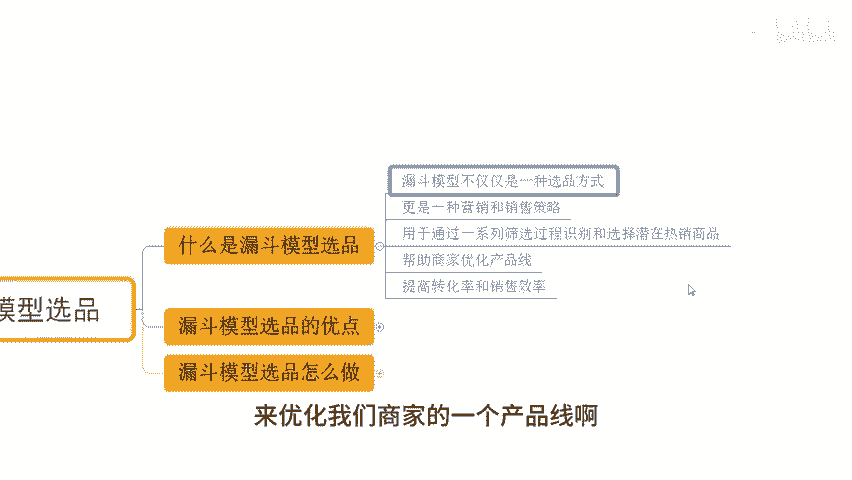 漏斗模型不仅仅是一种选品方式
更是一种营销和销售策略
什么是漏斗模型选品
用于通过一系列筛选过程识别和选择潜在热销商品
帮助商家优化产品线
提高转化率和销售效率
模型选品
漏斗模型选品的优点
漏斗模型选品怎么做
来优化我们商家的一个产品线啊